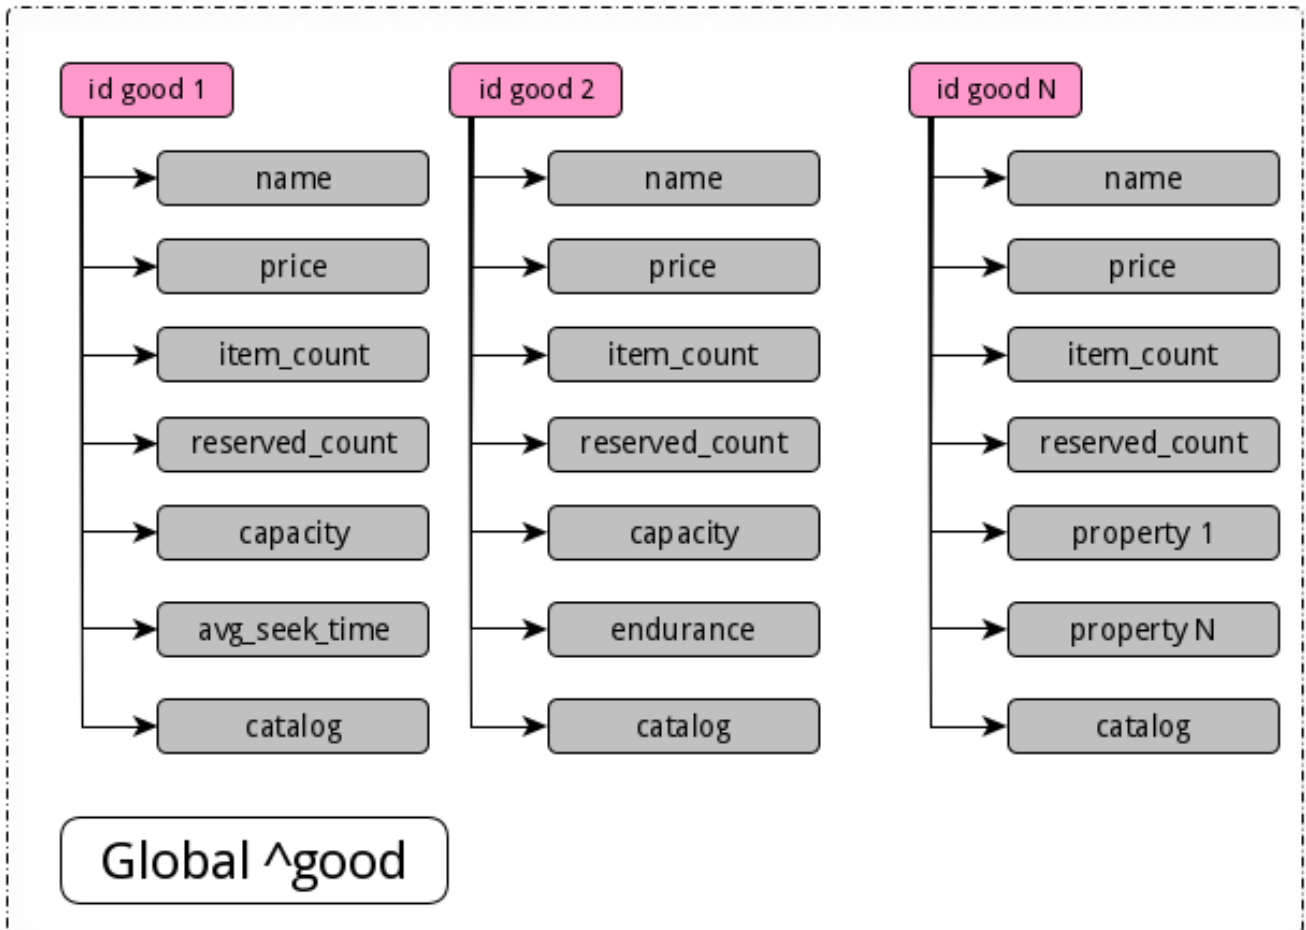 id good 1
name
price
item_count
reserved_count
capacity
avg_seek_time
catalog
id good 2
name
price
item_count
reserved_count
capacity
endurance
catalog
id good N
name
price
item_count
reserved_count
property 1
property N
catalog
Global ^good